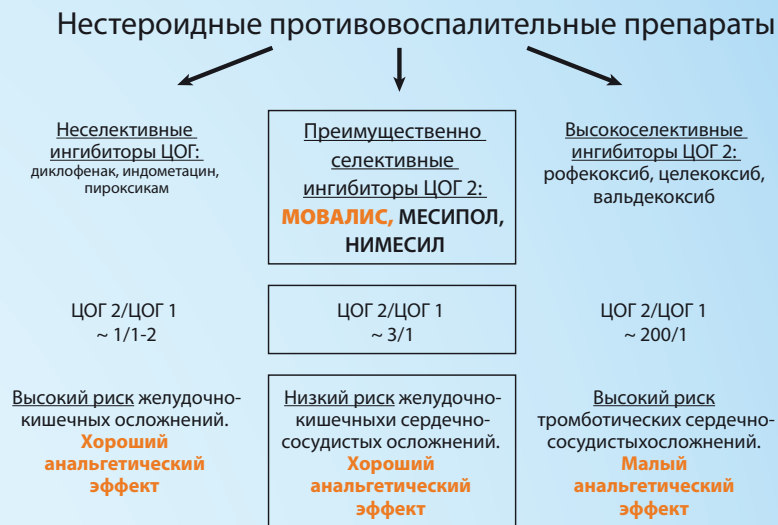 Нестероидные противовоспалительные препараты
Неселективные
ингибиторы ЦОГ:
диклофенак, индометацин,
пироксикам
Преимущественно
селективные
ингибиторы ЦОГ 2:
МОВАЛИС, МЕСИПОЛ,
НИМЕСИЛ
Высокоселективные
ингибиторы ЦОГ 2:
рофекоксиб, целекоксиб,
вальдекоксиб
ЦОГ 2/ЦОГ 1
~ 1/1-2
ЦОГ 2/ЦОГ 1
~ 3/1
ЦОГ 2/ЦОГ 1
~ 200/1
Высокий риск желудочно-
кишечных осложнений.
Хороший
анальгетический
эффект
Низкий риск желудочно-
кишечныхи сердечно-
сосудистых осложнений.
Хороший
анальгетический
эффект
Высокий риск
тромботических сердечно-
сосудистыхосложнений.
Малый
анальгетический
эффект